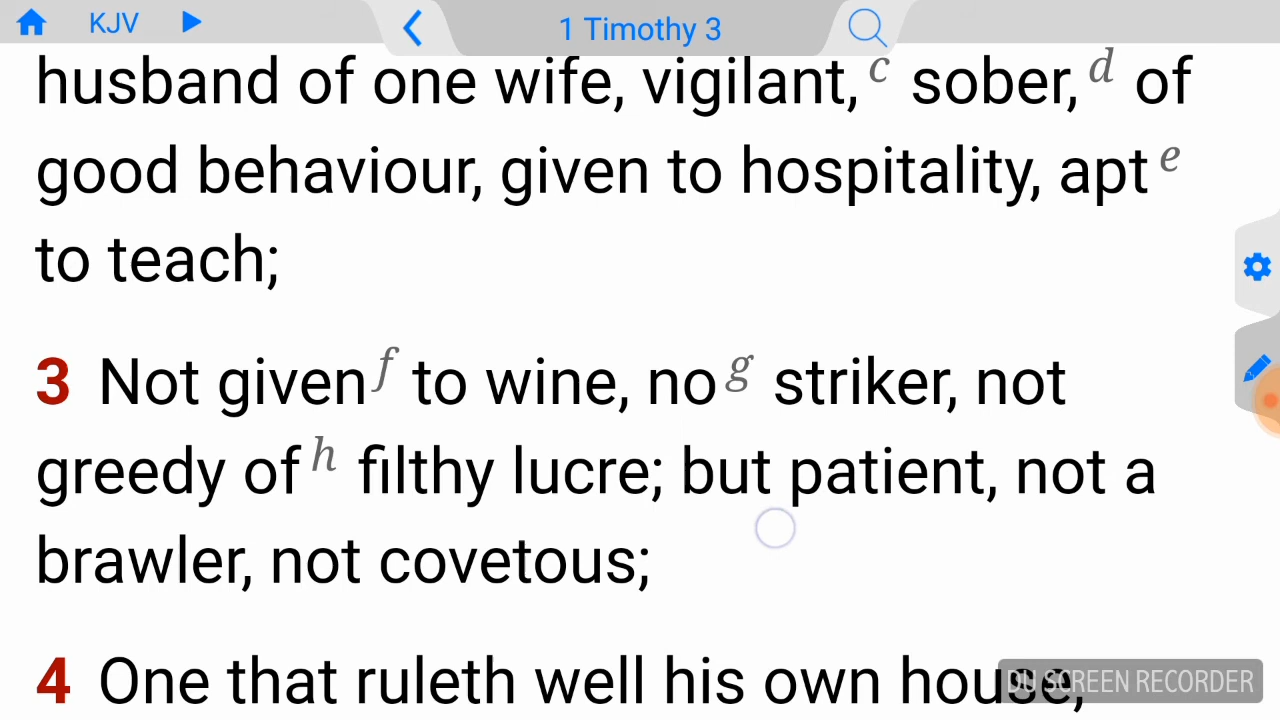 KJV 1 Timothy 3
husband of one wife, vigilant, c sober, d of
good behaviour, given to hospitality, apt e
to teach;
3 Not given f to wine, no g striker, not
greedy of h filthy lucre; but patient, not a
brawler, not covetous;
4 One that ruleth well his own house,
DU SCREEN RECORDER